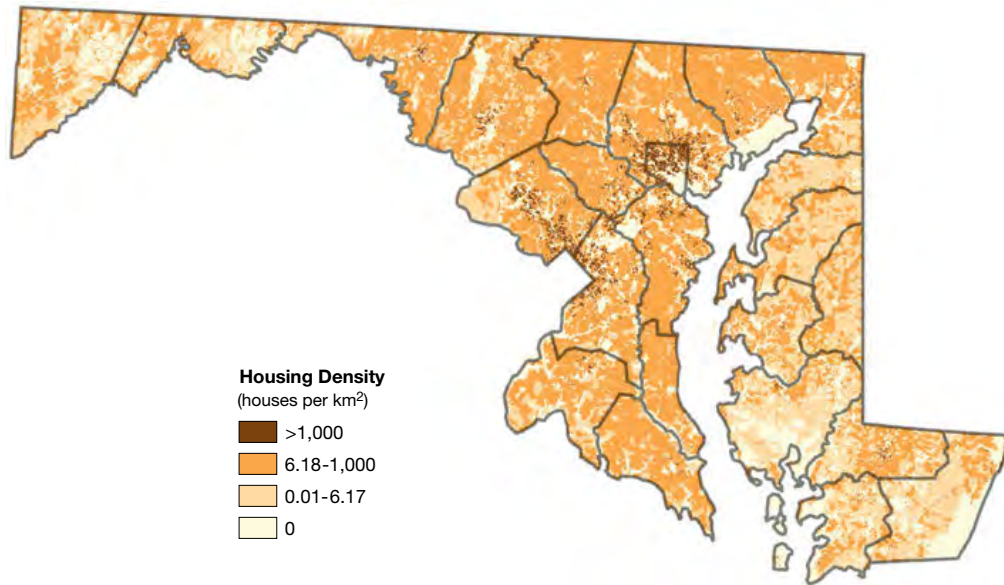 Housing Density
(houses per km²)
>1,000
6.18-1,000
0.01-6.17
0